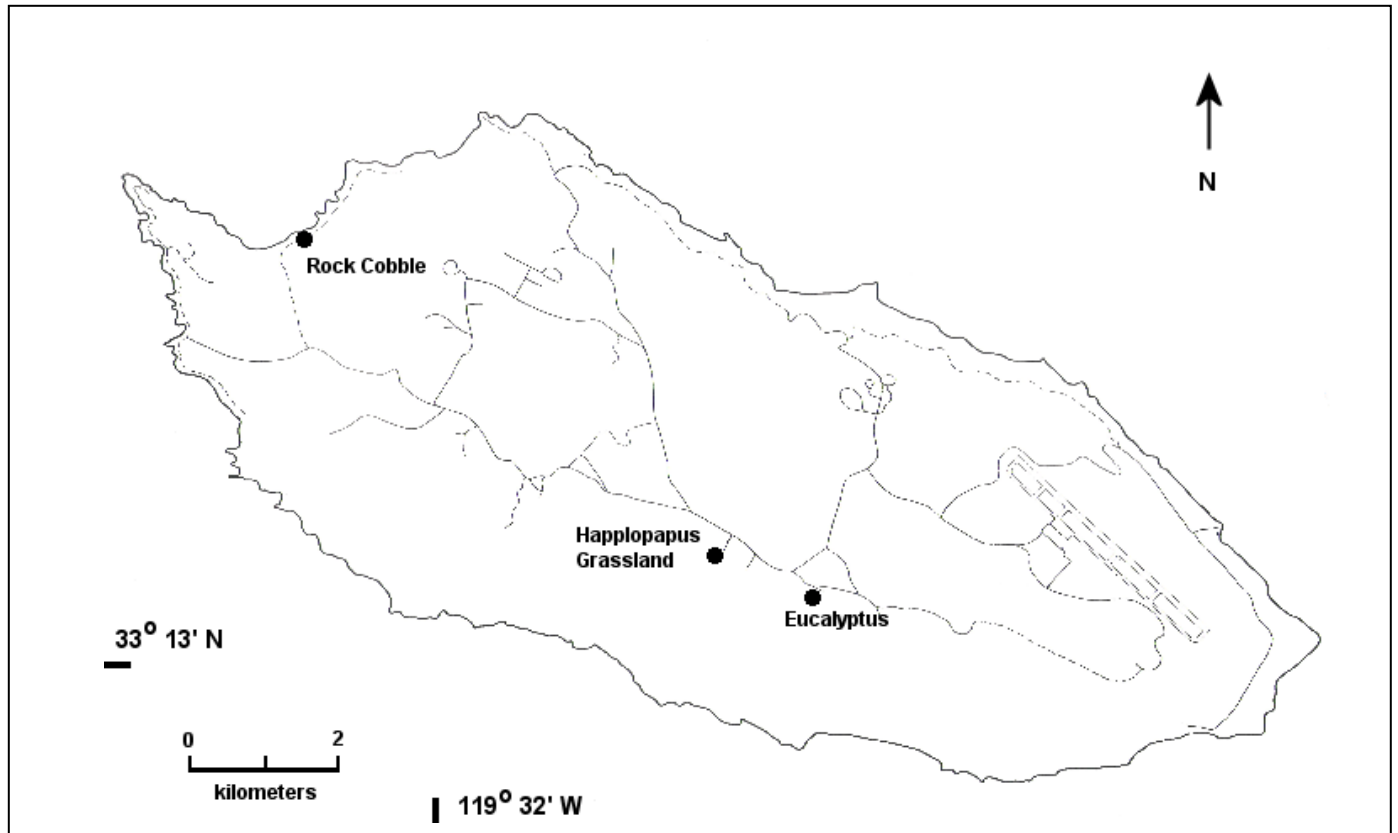 N
Rock Cobble
Happlopapus
Grassland
Eucalyptus
33° 13' N
0 2
kilometers
119° 32' W